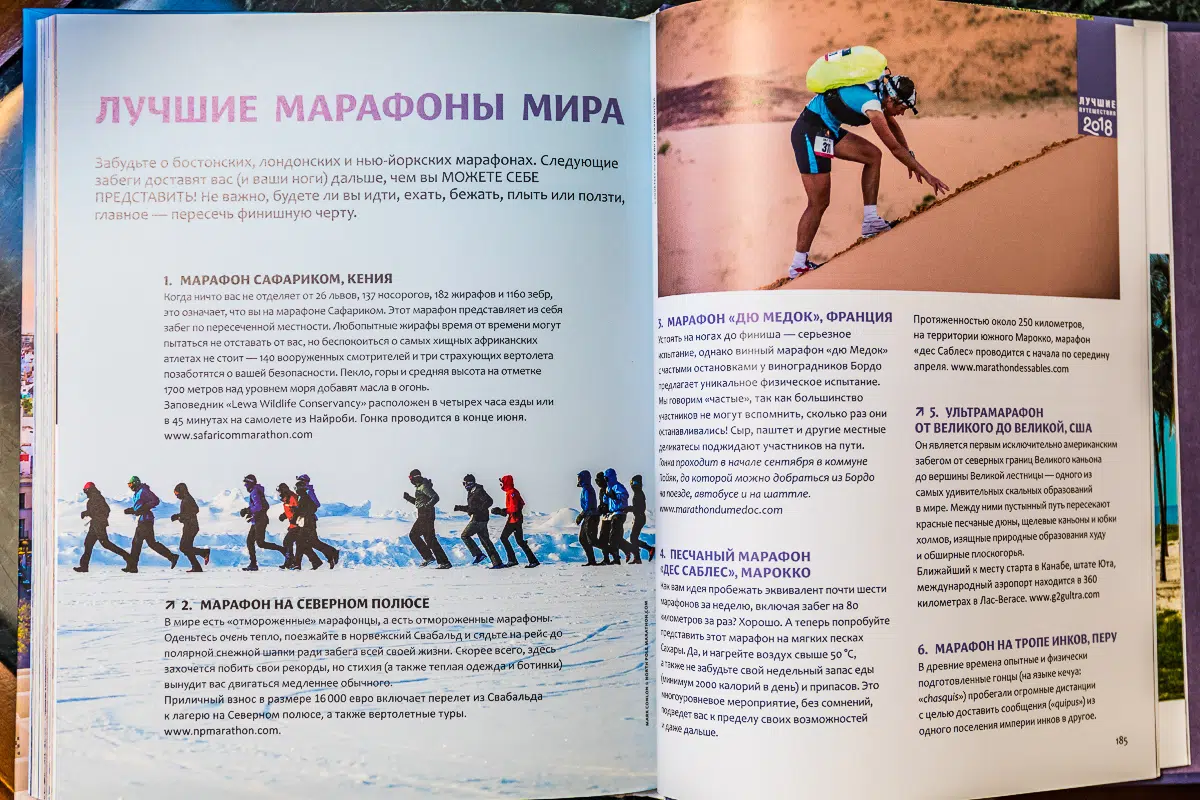 ЛУЧШИЕ МАРАФОНЫ МИРА
Забудьте о бостонских, лондонских и нью-йоркских марафонах. Следующие
забеги доставят вас (и ваши ноги) дальше, чем вы МОЖЕТЕ СЕБЕ
ПРЕДСТАВИТЬ! Не важно, будете ли вы идти, ехать, бежать, плыть или ползти,
главное — пересечь финишную черту.
1. МАРАФОН САФАРИКОМ, КЕНИЯ
Когда ничто вас не отделяет от 26 львов, 137 носорогов, 182 жирафов и 1160 зебр,
это означает, что вы на марафоне Сафариком. Этот марафон представляет из себя
забег по пересеченной местности. Любопытные жирафы время от времени могут
пытаться не отставать от вас, но беспокоиться о самых хищных африканских
атлетах не стоит — 140 вооруженных смотрителей и три страхующих вертолета
позаботятся о вашей безопасности. Пекло, горы и средняя высота на отметке
1700 метров над уровнем моря добавят масла в огонь.
Заповедник «Lewa Wildlife Conservancy» расположен в четырех часа езды или
в 45 минутах на самолете из Найроби. Гонка проводится в конце июня.
www.safaricommarathon.com
↗ 2. МАРАФОН НА СЕВЕРНОМ ПОЛЮСЕ
В мире есть «отмороженные» марафонцы, а есть отмороженные марафоны.
Оденьтесь очень тепло, поезжайте в норвежский Свабальд и сядьте на рейс до
полярной снежной шапки ради забега всей своей жизни. Скорее всего, здесь
захочется побить свои рекорды, но стихия (а также теплая одежда и ботинки)
вынудит вас двигаться медленнее обычного.
Приличный взнос в размере 16 000 евро включает перелет из Свабальда
к лагерю на Северном полюсе, а также вертолетные туры.
www.npmarathon.com.
MARK CONLON © NORTH POLE MARATHON.COM
ЛУЧШИЕ
ПУТЕШЕСТВИЯ
2018
3. МАРАФОН «ДЮ МЕДОК», ФРАНЦИЯ
Устоять на ногах до финиша — серьезное
испытание, однако винный марафон «дю Медок»
с частыми остановками у виноградников Бордо
предлагает уникальное физическое испытание.
Мы говорим «частые», так как большинство
участников не могут вспомнить, сколько раз они
останавливались! Сыр, паштет и другие местные
деликатесы поджидают участников на пути.
Гонка проходит в начале сентября в коммуне
Пойяк, до которой можно добраться из Бордо
на поезде, автобусе и на шаттле.
www.marathondumedoc.com
4. ПЕСЧАНЫЙ МАРАФОН
«ДЕС САБЛЕС», МАРОККО
Как вам идея пробежать эквивалент почти шести
марафонов за неделю, включая забег на 80
километров за раз? Хорошо. А теперь попробуйте
представить этот марафон на мягких песках
Сахары. Да, и нагрейте воздух свыше 50 °C,
а также не забудьте свой недельный запас еды
(минимум 2000 калорий в день) и припасов. Это
многоуровневое мероприятие, без сомнений,
подведет вас к пределу своих возможностей
и даже дальше.
Протяженностью около 250 километров,
на территории южного Марокко, марафон
«дес Саблес» проводится с начала по середину
апреля. www.marathondessables.com
↗ 5. УЛЬТРАМАРАФОН
ОТ ВЕЛИКОГО ДО ВЕЛИКОЙ, США
Он является первым исключительно американским
забегом от северных границ Великого каньона
до вершины Великой лестницы — одного из
самых удивительных скальных образований
в мире. Между ними пустынный путь пересекают
красные песчаные дюны, щелевые каньоны и юбки
холмов, изящные природные образования худу
и обширные плоскогорья.
Ближайший к месту старта в Канабе, штате Юта,
международный аэропорт находится в 360
километрах в Лас-Вегасе. www.g2gultra.com
6. МАРАФОН НА ТРОПЕ ИНКОВ, ПЕРУ
В древние времена опытные и физически
подготовленные гонцы (на языке кечуа:
«chasquis») пробегали огромные дистанции
с целью доставить сообщения («quipus») из
одного поселения империи инков в другое.
185